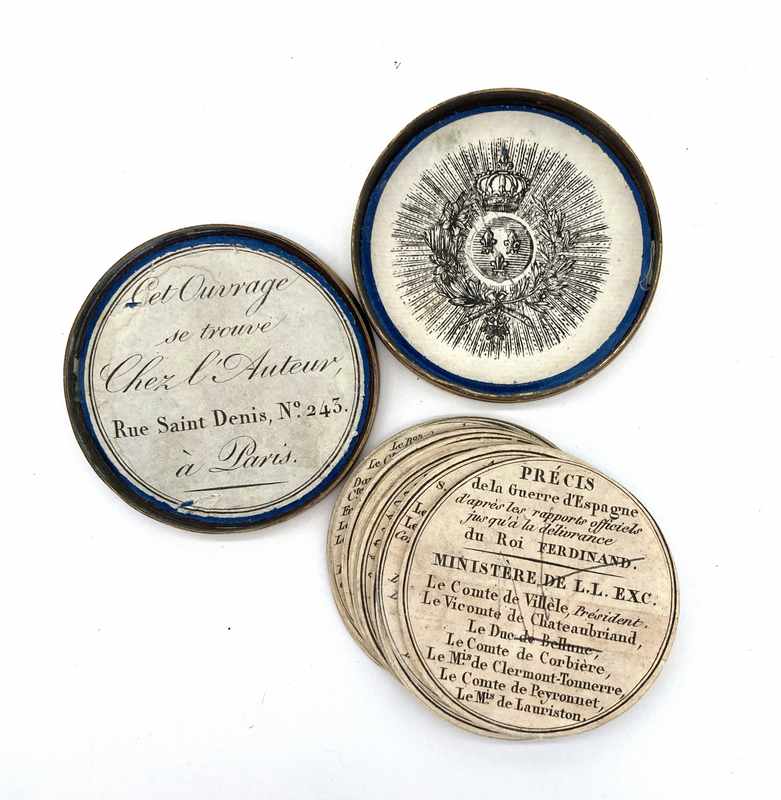 Cet Ouvrage
se trouve
Chez l'Auteur,
Rue Saint Denis, Nº. 243.
à Paris.
PRÉCIS
de la Guerre d'Espagne
d'après les rapports officiels
jusqu'à la délivrance
du Roi FERDINAND.
MINISTÈRE DE L.L. EXC.
Le Comte de Villèle, Président.
Le Vicomte de Chateaubriand,
Le Duc de Bellune,
Le Comte de Corbière,
Le Mis de Clermont-Tonnerre,
Le Comte de Peyronnet,
Le Mis de Lauriston.